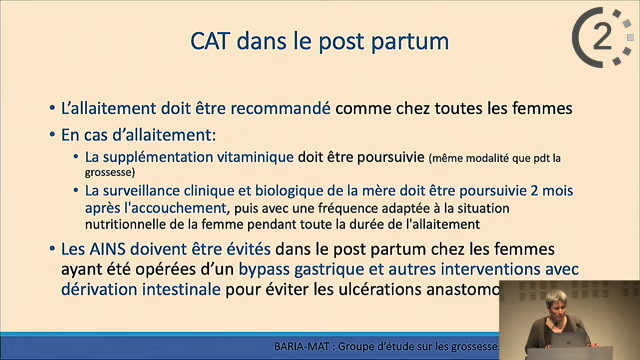 2
CAT dans le post partum
• L'allaitement doit être recommandé comme chez toutes les femmes
• En cas d'allaitement:
• La supplémentation vitaminique doit être poursuivie (même modalité que pdt la
grossesse)
• La surveillance clinique et biologique de la mère doit être poursuivie 2 mois
après l'accouchement, puis avec une fréquence adaptée à la situation
nutritionnelle de la femme pendant toute la durée de l'allaitement
• Les AINS doivent être évités dans le post partum chez les femmes
ayant été opérées d'un bypass gastrique et autres interventions avec
dérivation intestinale pour éviter les ulcérations
BARIA-MAT : Groupe d'étude sur les grossesses